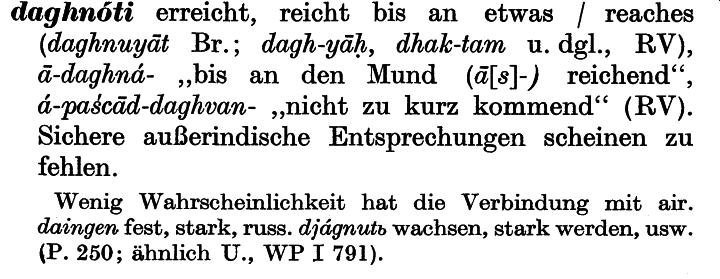 daghnóti erreicht, reicht bis an etwas / reaches
(daghnuyāt Br.; dagh-yāḥ, dhak-tam u. dgl., RV),
ā-daghná- „bis an den Mund (ā[s]-) reichend“,
á-paścād-daghvan- „nicht zu kurz kommend“ (RV).
Sichere außerindische Entsprechungen scheinen zu
fehlen.
Wenig Wahrscheinlichkeit hat die Verbindung mit air.
daingen fest, stark, russ. djágnutь wachsen, stark werden, usw.
(P. 250; ähnlich U., WP I 791).